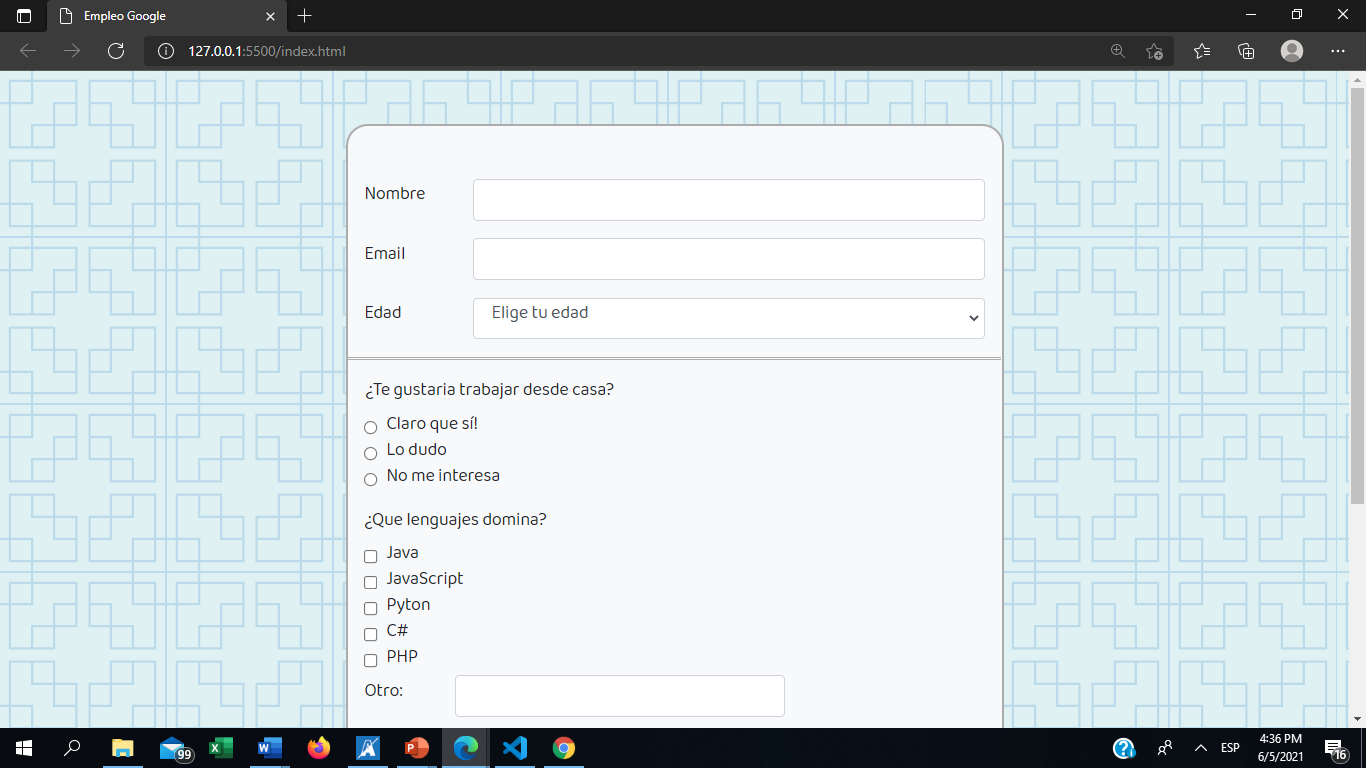 Empleo Google
127.0.0.1:5500/index.html
Nombre
Email
Edad
Elige tu edad
¿Te gustaria trabajar desde casa?
Claro que sí!
Lo dudo
No me interesa
¿Que lenguajes domina?
Java
JavaScript
Pyton
C#
PHP
Otro:
99
ESP
4:36 PM
6/5/2021
16